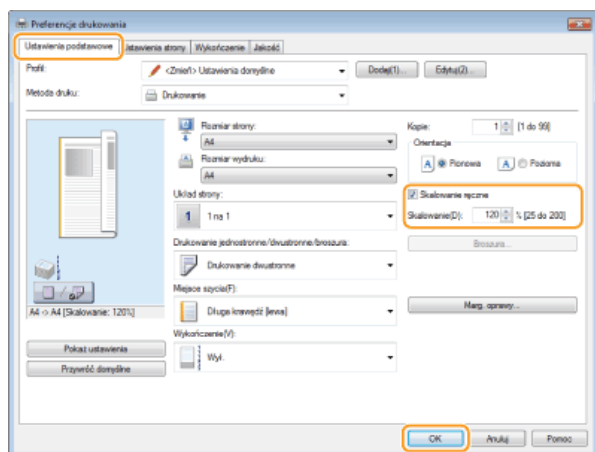 Preferencje drukowania
Ustawienia podstawowe Ustawienia strony Wykończenie Jakość
Profil: <Zmień> Ustawienia domyślne Dodaj(1)... Edytuj(2)...
Metoda druku: Drukowanie
Rozmiar strony:
A4
Rozmiar wydruku:
A4
Układ strony:
1 1 na 1
Drukowanie jednostronne/dwustronne/broszura:
Drukowanie dwustronne
Miejsce szycia(F):
Długa krawędź [lewa]
Wykończenie(V):
Wył.
Kopie: 1 [1 do 99]
Orientacja
A Pionowa A Pozioma
Skalowanie ręczne
Skalowanie(D): 120 % [25 do 200]
Broszura...
Marg. oprawy...
A4 -> A4 [Skalowanie: 120%]
Pokaż ustawienia
Przywróć domyślne
OK Anuluj Pomoc